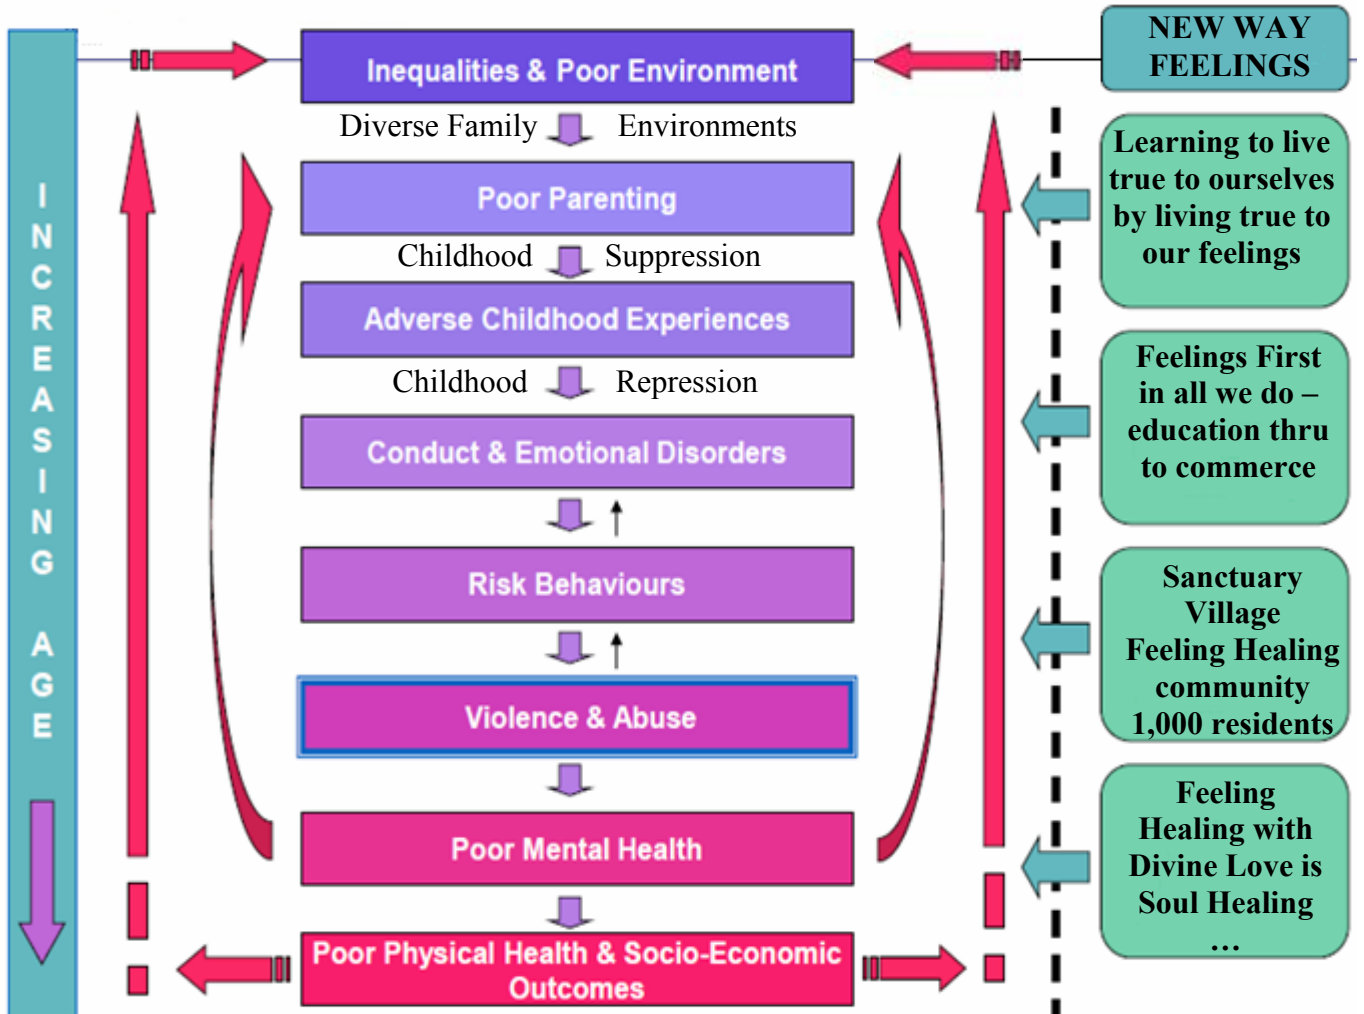 INCREASING AGE
Inequalities & Poor Environment
Diverse Family Environments
Poor Parenting
Childhood Suppression
Adverse Childhood Experiences
Childhood Repression
Conduct & Emotional Disorders
Risk Behaviours
Violence & Abuse
Poor Mental Health
Poor Physical Health & Socio-Economic
Outcomes
NEW WAY
FEELINGS
Learning to live
true to ourselves
by living true to
our feelings
Feelings First
in all we do –
education thru
to commerce
Sanctuary
Village
Feeling Healing
community
1,000 residents
Feeling
Healing with
Divine Love is
Soul Healing
…